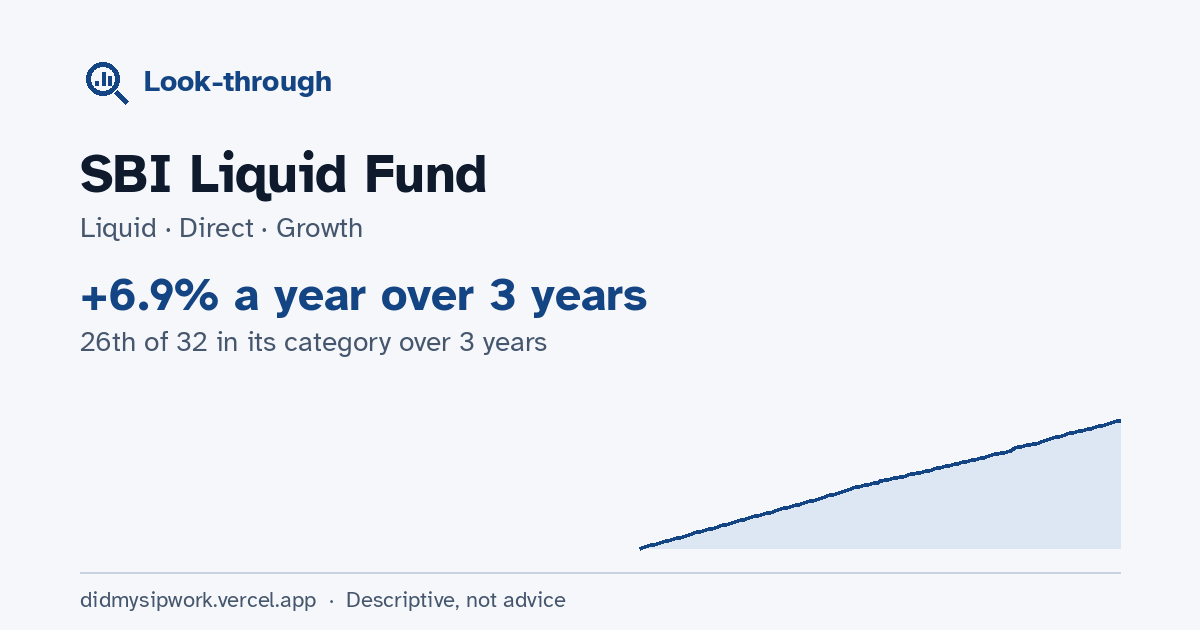 Look-through
SBI Liquid Fund
Liquid · Direct · Growth
+6.9% a year over 3 years
26th of 32 in its category over 3 years
didmysipwork.vercel.app · Descriptive, not advice